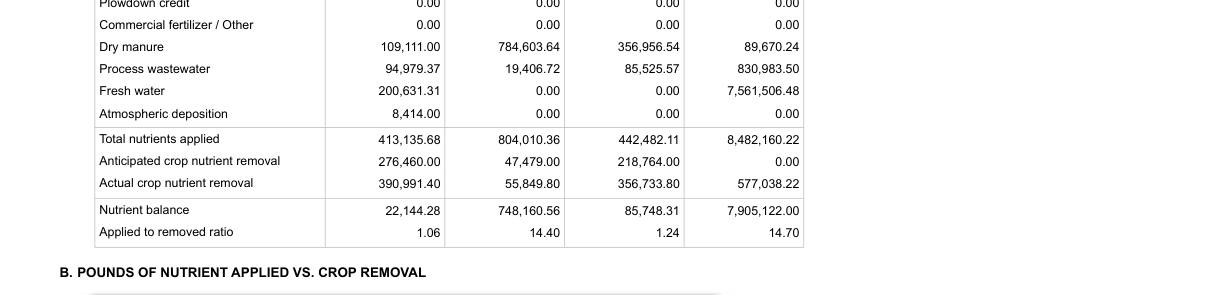 Plowdown credit 0.00 0.00 0.00 0.00
Commercial fertilizer / Other 0.00 0.00 0.00 0.00
Dry manure 109,111.00 784,603.64 356,956.54 89,670.24
Process wastewater 94,979.37 19,406.72 85,525.57 830,983.50
Fresh water 200,631.31 0.00 0.00 7,561,506.48
Atmospheric deposition 8,414.00 0.00 0.00 0.00
Total nutrients applied 413,135.68 804,010.36 442,482.11 8,482,160.22
Anticipated crop nutrient removal 276,460.00 47,479.00 218,764.00 0.00
Actual crop nutrient removal 390,991.40 55,849.80 356,733.80 577,038.22
Nutrient balance 22,144.28 748,160.56 85,748.31 7,905,122.00
Applied to removed ratio 1.06 14.40 1.24 14.70
B. POUNDS OF NUTRIENT APPLIED VS. CROP REMOVAL